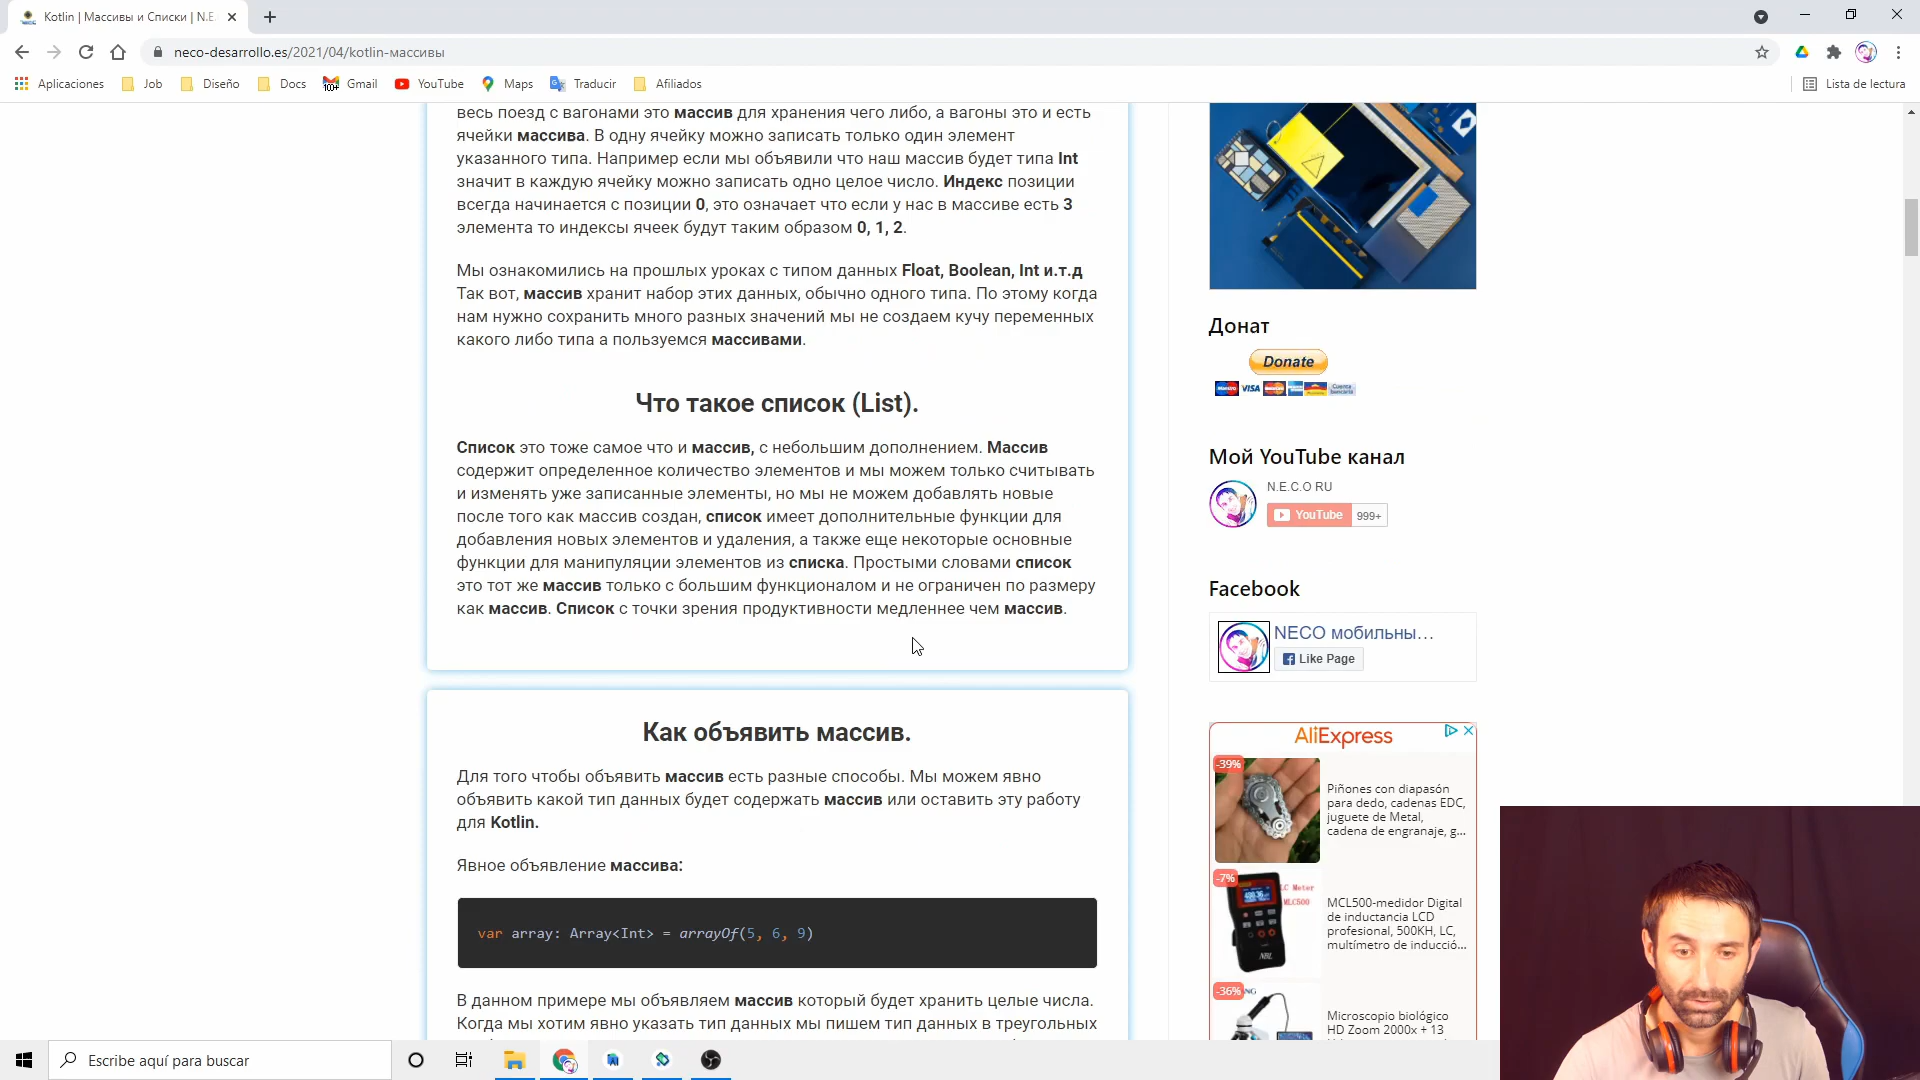 Kotlin | Массивы и Списки | N.E.
neco-desarrollo.es/2021/04/kotlin-массивы
Aplicaciones
Job
Diseño
Docs
Gmail
YouTube
Maps
Traducir
Afiliados
Lista de lectura
весь поезд с вагонами это массив для хранения чего либо, а вагоны это и есть
ячейки массива. В одну ячейку можно записать только один элемент
указанного типа. Например если мы объявили что наш массив будет типа Int
значит в каждую ячейку можно записать одно целое число. Индекс позиции
всегда начинается с позиции 0, это означает что если у нас в массиве есть 3
элемента то индексы ячеек будут таким образом 0, 1, 2.
Мы ознакомились на прошлых уроках с типом данных Float, Boolean, Int и.т.д
Так вот, массив хранит набор этих данных, обычно одного типа. По этому когда
нам нужно сохранить много разных значений мы не создаем кучу переменных
какого либо типа а пользуемся массивами.
Что такое список (List).
Список это тоже самое что и массив, с небольшим дополнением. Массив
содержит определенное количество элементов и мы можем только считывать
и изменять уже записанные элементы, но мы не можем добавлять новые
после того как массив создан, список имеет дополнительные функции для
добавления новых элементов и удаления, а также еще некоторые основные
функции для манипуляции элементов из списка. Простыми словами список
это тот же массив только с большим функционалом и не ограничен по размеру
как массив. Список с точки зрения продуктивности медленнее чем массив.
Как объявить массив.
Для того чтобы объявить массив есть разные способы. Мы можем явно
объявить какой тип данных будет содержать массив или оставить эту работу
для Kotlin.
Явное объявление массива:
var array: Array<Int> = arrayOf(5, 6, 9)
В данном примере мы объявляем массив который будет хранить целые числа.
Когда мы хотим явно указать тип данных мы пишем тип данных в треугольных
Донат
Donate
VISA
Мой YouTube канал
N.E.C.O RU
YouTube
999+
Facebook
NECO мобильны...
Like Page
AliExpress
-39%
Piñones con diapasón
para dedo, cadenas EDC,
juguete de Metal,
cadena de engranaje, g...
-7%
LC Meter
MLC500
MCL500-medidor Digital
de inductancia LCD
profesional, 500KH, LC,
multímetro de inducció...
-36%
Microscopio biológico
HD Zoom 2000x + 13
Escribe aquí para buscar